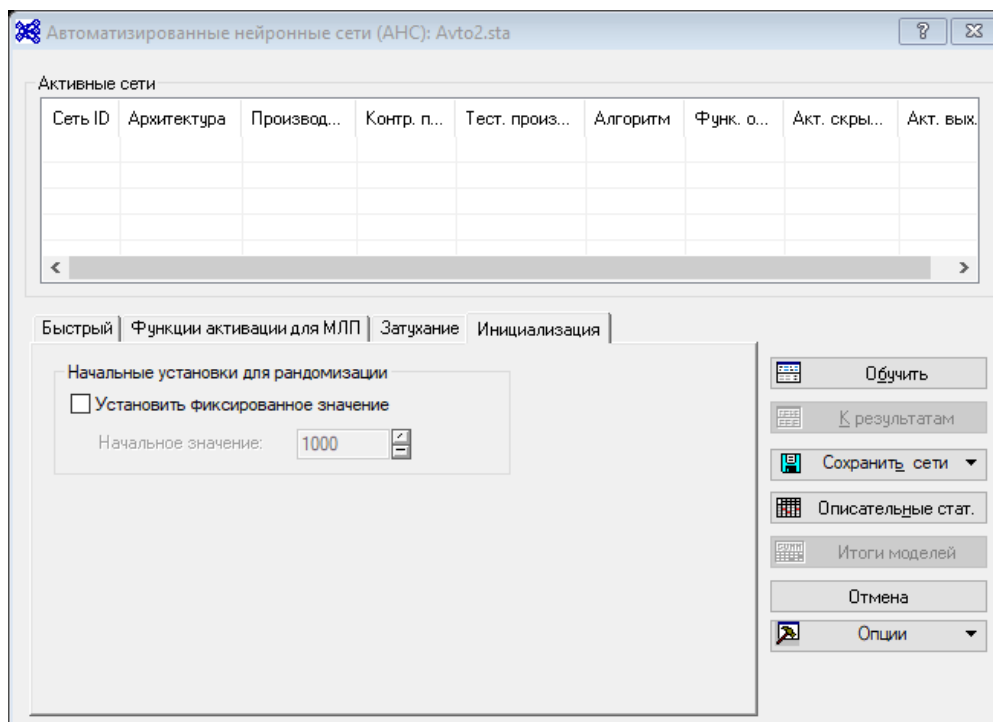 Автоматизированные нейронные сети (АНС): Avto2.sta
Активные сети
Сеть ID Архитектура Производ... Контр. п... Тест. произ... Алгоритм Функ. о... Акт. скры... Акт. вых.
Быстрый Функции активации для МЛП Затухание Инициализация
Начальные установки для рандомизации
Установить фиксированное значение
Начальное значение: 1000
Обучить
К результатам
Сохранить сети
Описательные стат.
Итоги моделей
Отмена
Опции